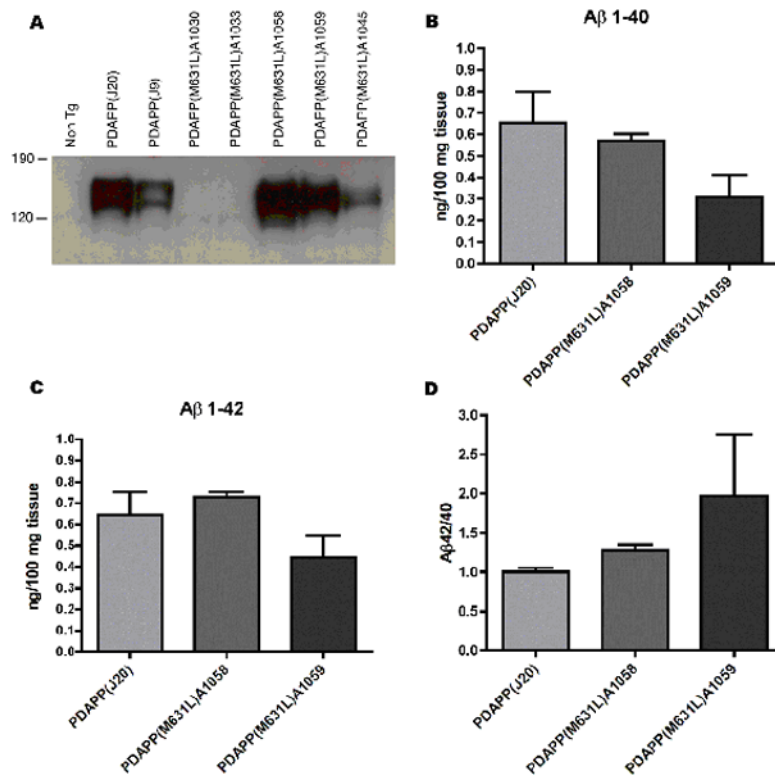 A
Non Tg
PDAPP(J20)
PDAPP(J9)
PDAPP(M631L)A1030
PDAPP(M631L)A1033
PDAPP(M631L)A1058
PDAPP(M631L)A1059
PDAPP(M631L)A1045
190
120
B
Aβ 1-40
ng/100 mg tissue
1.0
0.9
0.8
0.7
0.6
0.5
0.4
0.3
0.2
0.1
0.0
PDAPP(J20)
PDAPP(M631L)A1058
PDAPP(M631L)A1059
C
Aβ 1-42
ng/100 mg tissue
1.0
0.9
0.8
0.7
0.6
0.5
0.4
0.3
0.2
0.1
0.0
PDAPP(J20)
PDAPP(M631L)A1058
PDAPP(M631L)A1059
D
Aβ42/40
3.0
2.5
2.0
1.5
1.0
0.5
0.0
PDAPP(J20)
PDAPP(M631L)A1058
PDAPP(M631L)A1059